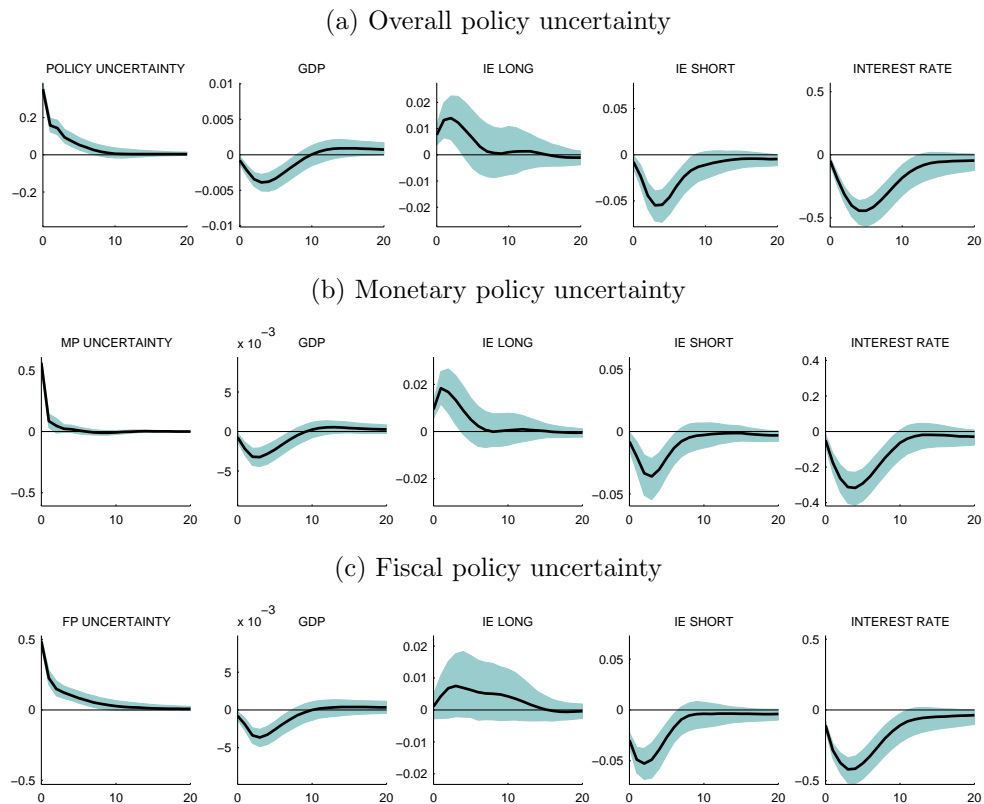 (a) Overall policy uncertainty
POLICY UNCERTAINTY GDP IE LONG IE SHORT INTEREST RATE
0.2 0 −0.2 0 10 20
0.01 0.005 0 −0.005 −0.01 0 10 20
0.02 0.01 0 −0.01 −0.02 0 10 20
0.05 0 −0.05 0 10 20
0.5 0 −0.5 0 10 20
(b) Monetary policy uncertainty
MP UNCERTAINTY x 10⁻³ GDP IE LONG IE SHORT INTEREST RATE
0.5 0 −0.5 0 10 20
5 0 −5 0 10 20
0.02 0 −0.02 0 10 20
0.05 0 −0.05 0 10 20
0.4 0.2 0 −0.2 −0.4 0 10 20
(c) Fiscal policy uncertainty
FP UNCERTAINTY x 10⁻³ GDP IE LONG IE SHORT INTEREST RATE
0.5 0 −0.5 0 10 20
5 0 −5 0 10 20
0.02 0.01 0 −0.01 −0.02 0 10 20
0.05 0 −0.05 0 10 20
0.5 0 −0.5 0 10 20